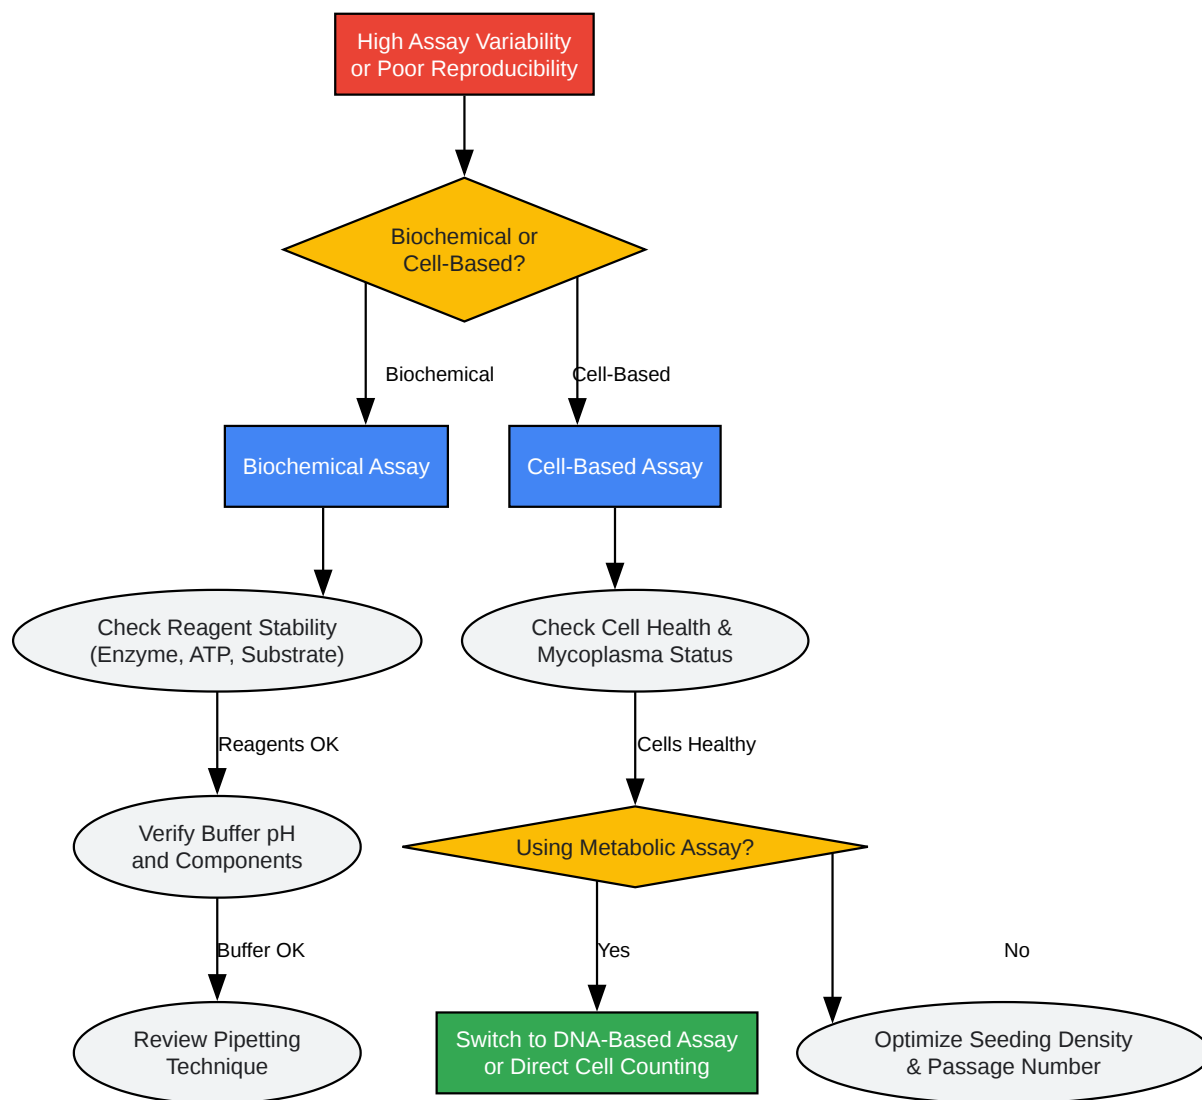 High Assay Variability
or Poor Reproducibility
Biochemical or
Cell-Based?
Biochemical
Cell-Based
Biochemical Assay
Cell-Based Assay
Check Reagent Stability
(Enzyme, ATP, Substrate)
Check Cell Health &
Mycoplasma Status
Reagents OK
Cells Healthy
Verify Buffer pH
and Components
Using Metabolic Assay?
Buffer OK
Yes
No
Review Pipetting
Technique
Switch to DNA-Based Assay
or Direct Cell Counting
Optimize Seeding Density
& Passage Number